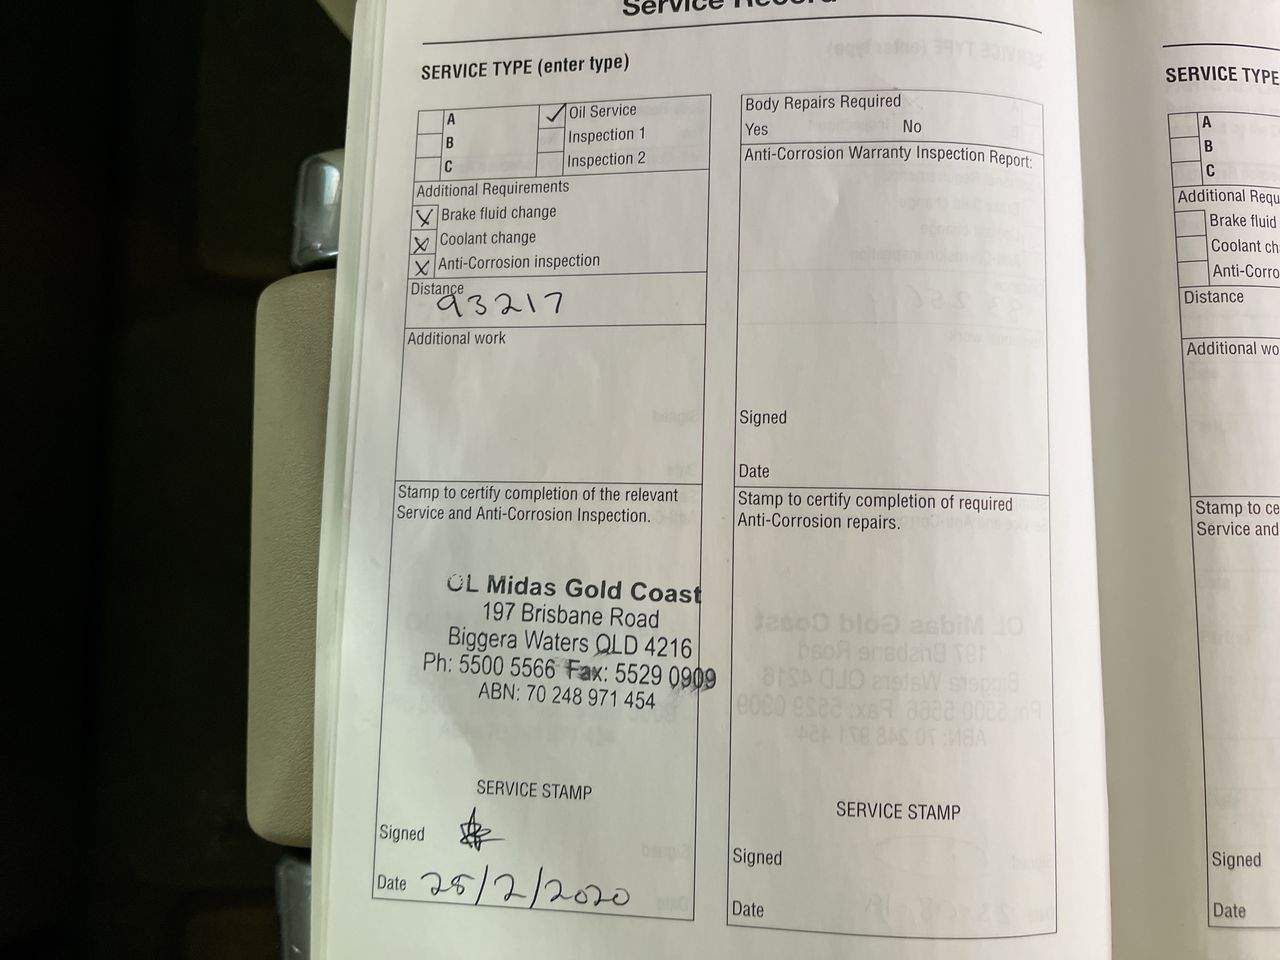 Service Record
SERVICE TYPE (enter type)
A
B
C
✓ Oil Service
Inspection 1
Inspection 2
Additional Requirements
X Brake fluid change
X Coolant change
X Anti-Corrosion inspection
Distance
93217
Additional work
Stamp to certify completion of the relevant
Service and Anti-Corrosion Inspection.
OL Midas Gold Coast
197 Brisbane Road
Biggera Waters QLD 4216
Ph: 5500 5566 Fax: 5529 0909
ABN: 70 248 971 454
SERVICE STAMP
Signed
Date 25/2/2020
Body Repairs Required
Yes No
Anti-Corrosion Warranty Inspection Report:
Signed
Date
Stamp to certify completion of required
Anti-Corrosion repairs.
SERVICE STAMP
Signed
Date
SERVICE TYPE
A
B
C
Additional Requ
Brake fluid
Coolant ch
Anti-Corro
Distance
Additional wo
Stamp to ce
Service and
Signed
Date